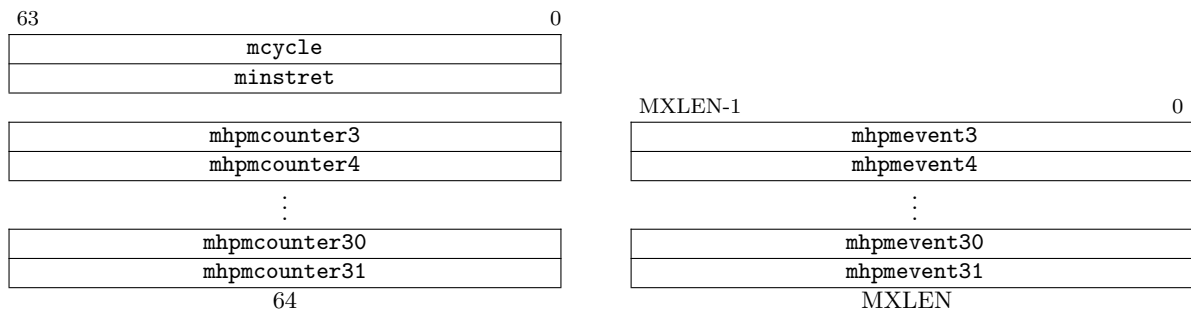 63 0
mcycle
minstret
MXLEN-1 0
mhpmcounter3 mhpmevent3
mhpmcounter4 mhpmevent4
⋮ ⋮
mhpmcounter30 mhpmevent30
mhpmcounter31 mhpmevent31
64 MXLEN